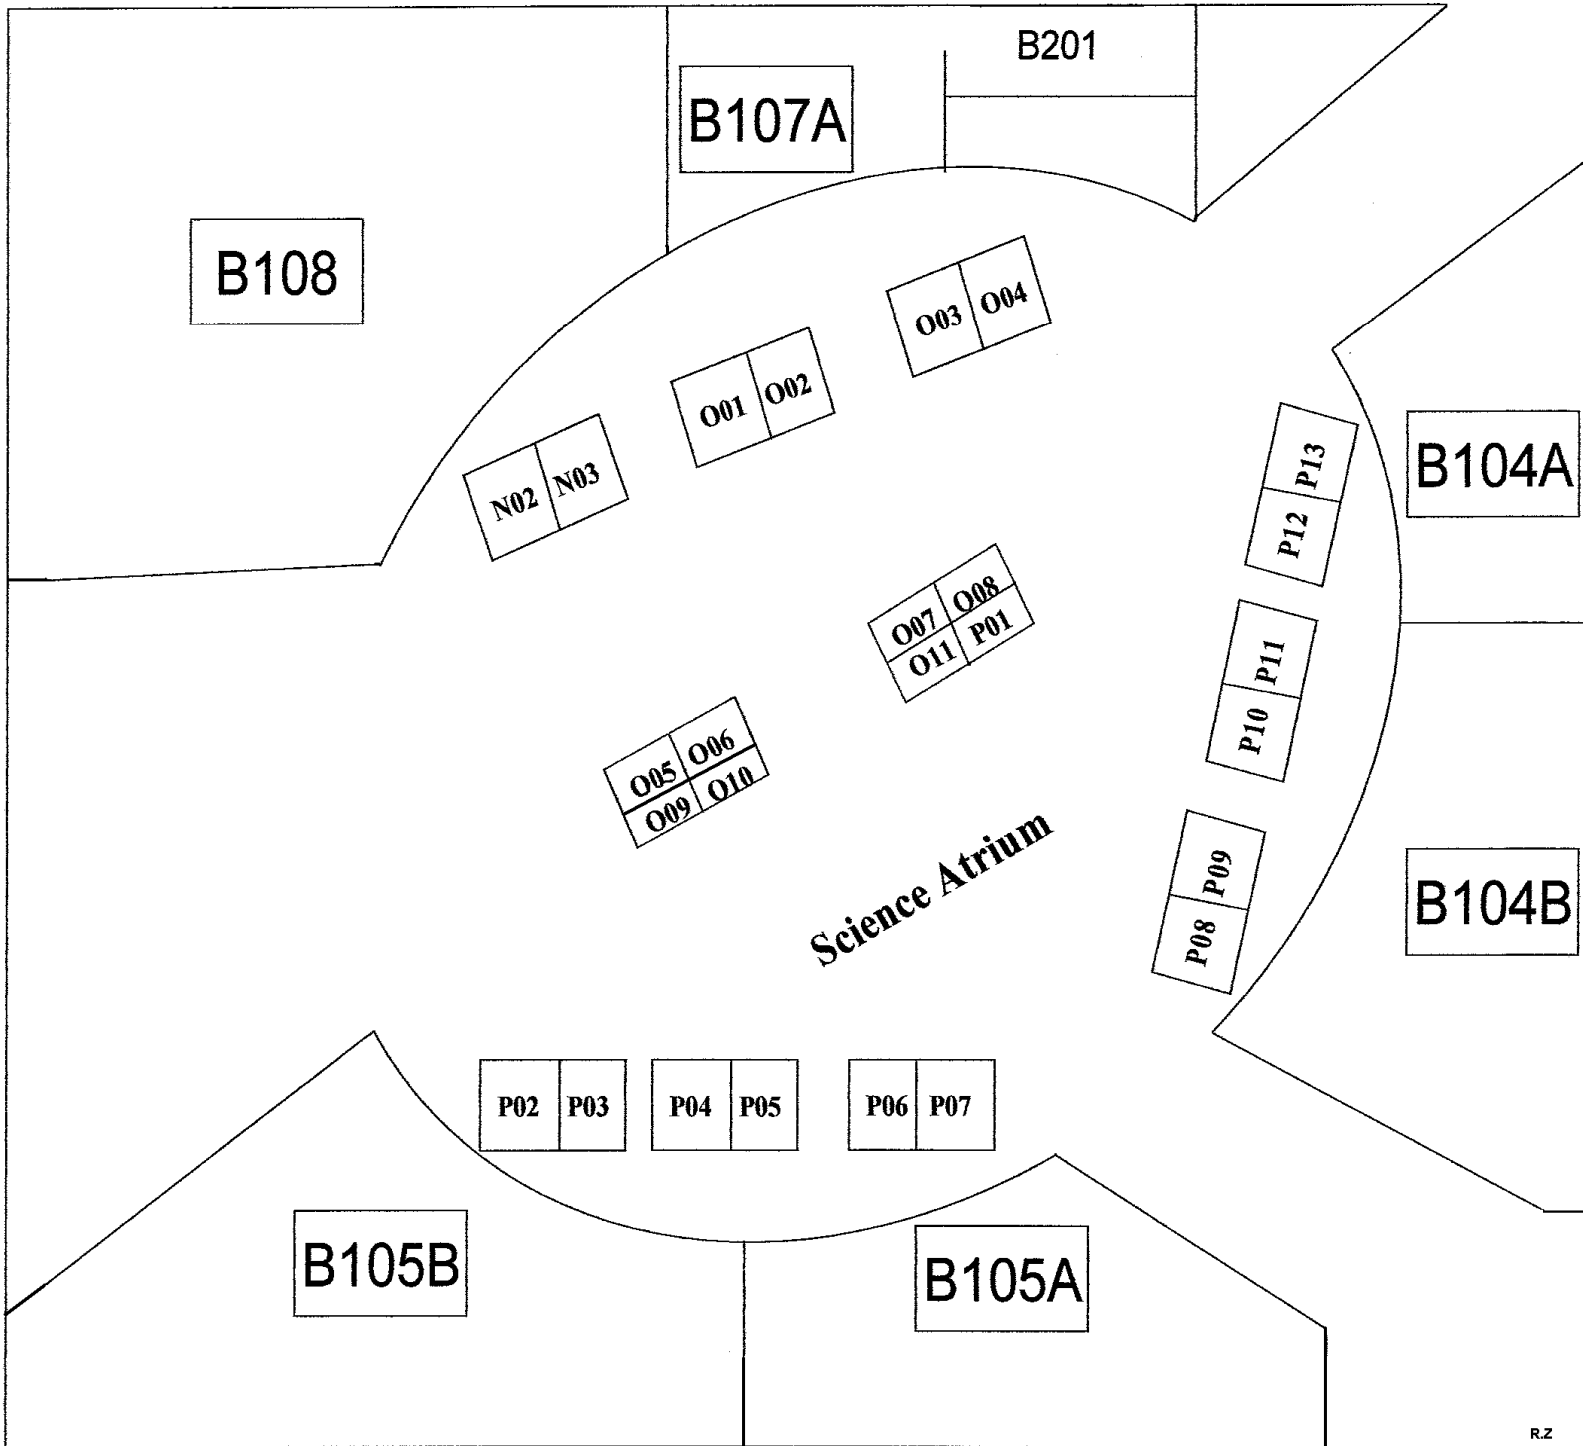 B201
B107A
B108
O03 O04
O01 O02
N02 N03
B104A
P13
P12
O07 O08
O11 P01
P11
P10
O05 O06
O09 O10
Science Atrium
P09
P08
B104B
P02 P03 P04 P05 P06 P07
B105B
B105A
R.Z